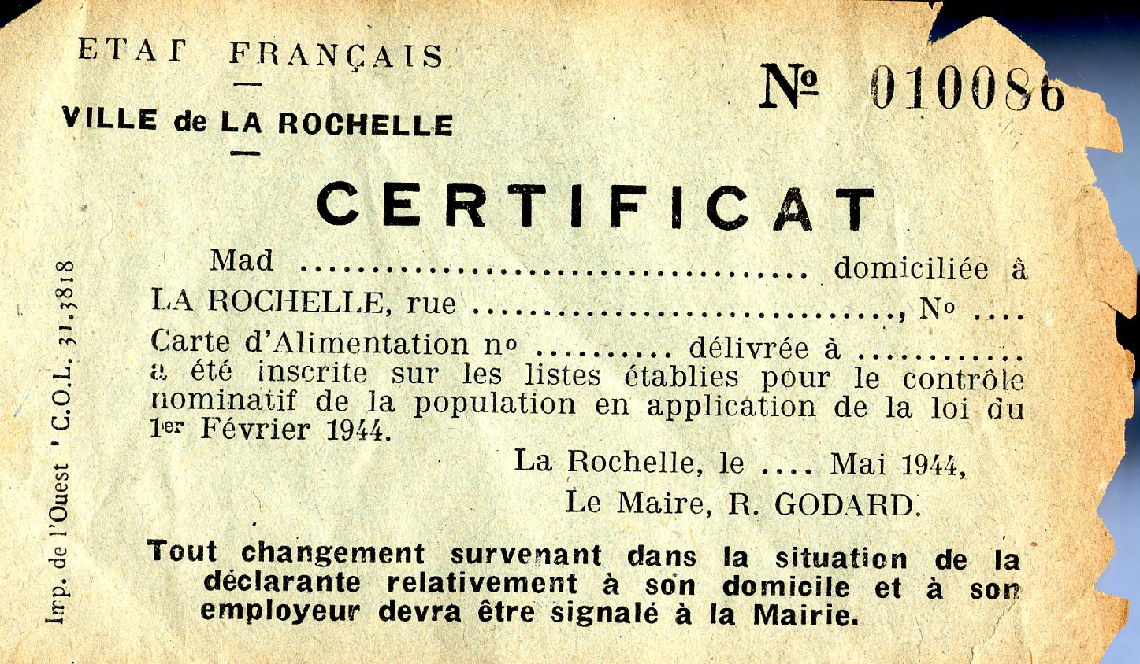 ETAT FRANÇAIS
VILLE de LA ROCHELLE
Nº 010086
CERTIFICAT
Mad .................................... domiciliée à
LA ROCHELLE, rue .............................., Nº ....
Carte d'Alimentation nº .......... délivrée à ............
a été inscrite sur les listes établies pour le contrôle
nominatif de la population en application de la loi du
1er Février 1944.
La Rochelle, le .... Mai 1944,
Le Maire, R. GODARD.
Tout changement survenant dans la situation de la
déclarante relativement à son domicile et à son
employeur devra être signalé à la Mairie.
Imp. de l'Ouest ' C.O.L. 31.3818